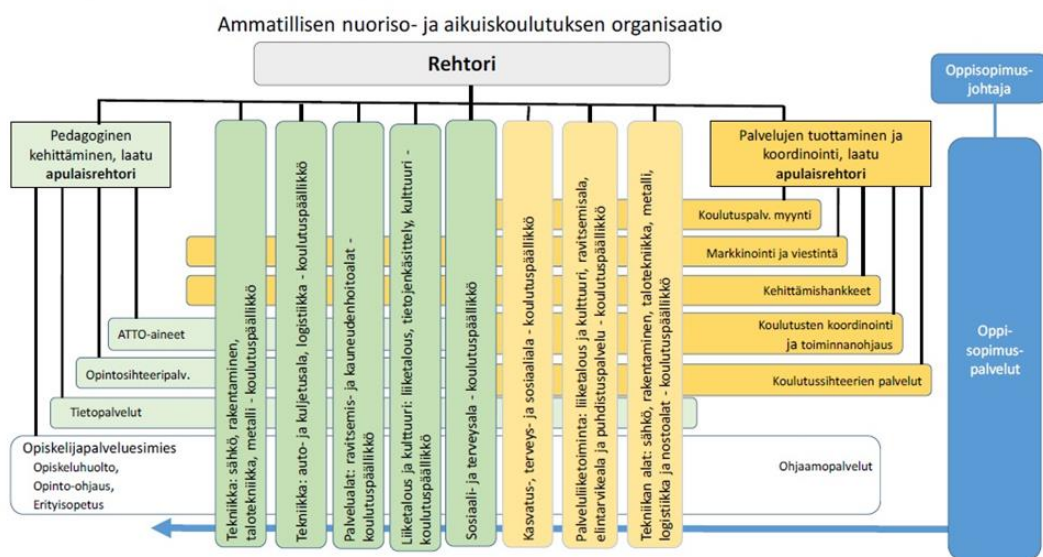 Ammatillisen nuoriso- ja aikuiskoulutuksen organisaatio
Rehtori
Oppisopimus-
johtaja
Pedagoginen
kehittäminen, laatu
apulaisrehtori
Palvelujen tuottaminen ja
koordinointi, laatu
apulaisrehtori
Tekniikka: sähkö, rakentaminen,
talotekniikka, metalli - koulutuspäällikkö
Tekniikka: auto- ja kuljetusala, logistiikka - koulutuspäällikkö
Palvelualat: ravitsemis- ja kauneudenhoitoalat -
koulutuspäällikkö
Liiketalous ja kulttuuri: liiketalous, tietojenkäsittely, kulttuuri -
koulutuspäällikkö
Sosiaali- ja terveysala - koulutuspäällikkö
Kasvatus-, terveys- ja sosiaaliala - koulutuspäällikkö
Palveluliiketoiminta: liiketalous ja kulttuuri, ravitsemisala,
elintarvikeala ja puhdistuspalvelu - koulutuspäällikkö
Tekniikan alat: sähkö, rakentaminen, talotekniikka, metalli,
logistiikka ja nostoalat - koulutuspäällikkö
Koulutuspalv. myynti
Markkinointi ja viestintä
Kehittämishankkeet
ATTO-aineet
Koulutusten koordinointi
ja toiminnanohjaus
Opintosihteeripalv.
Koulutussihteerien palvelut
Tietopalvelut
Opiskelijapalveluesimies
Opiskeluhuolto,
Opinto-ohjaus,
Erityisopetus
Ohjaamopalvelut
Oppi-
sopimus-
palvelut